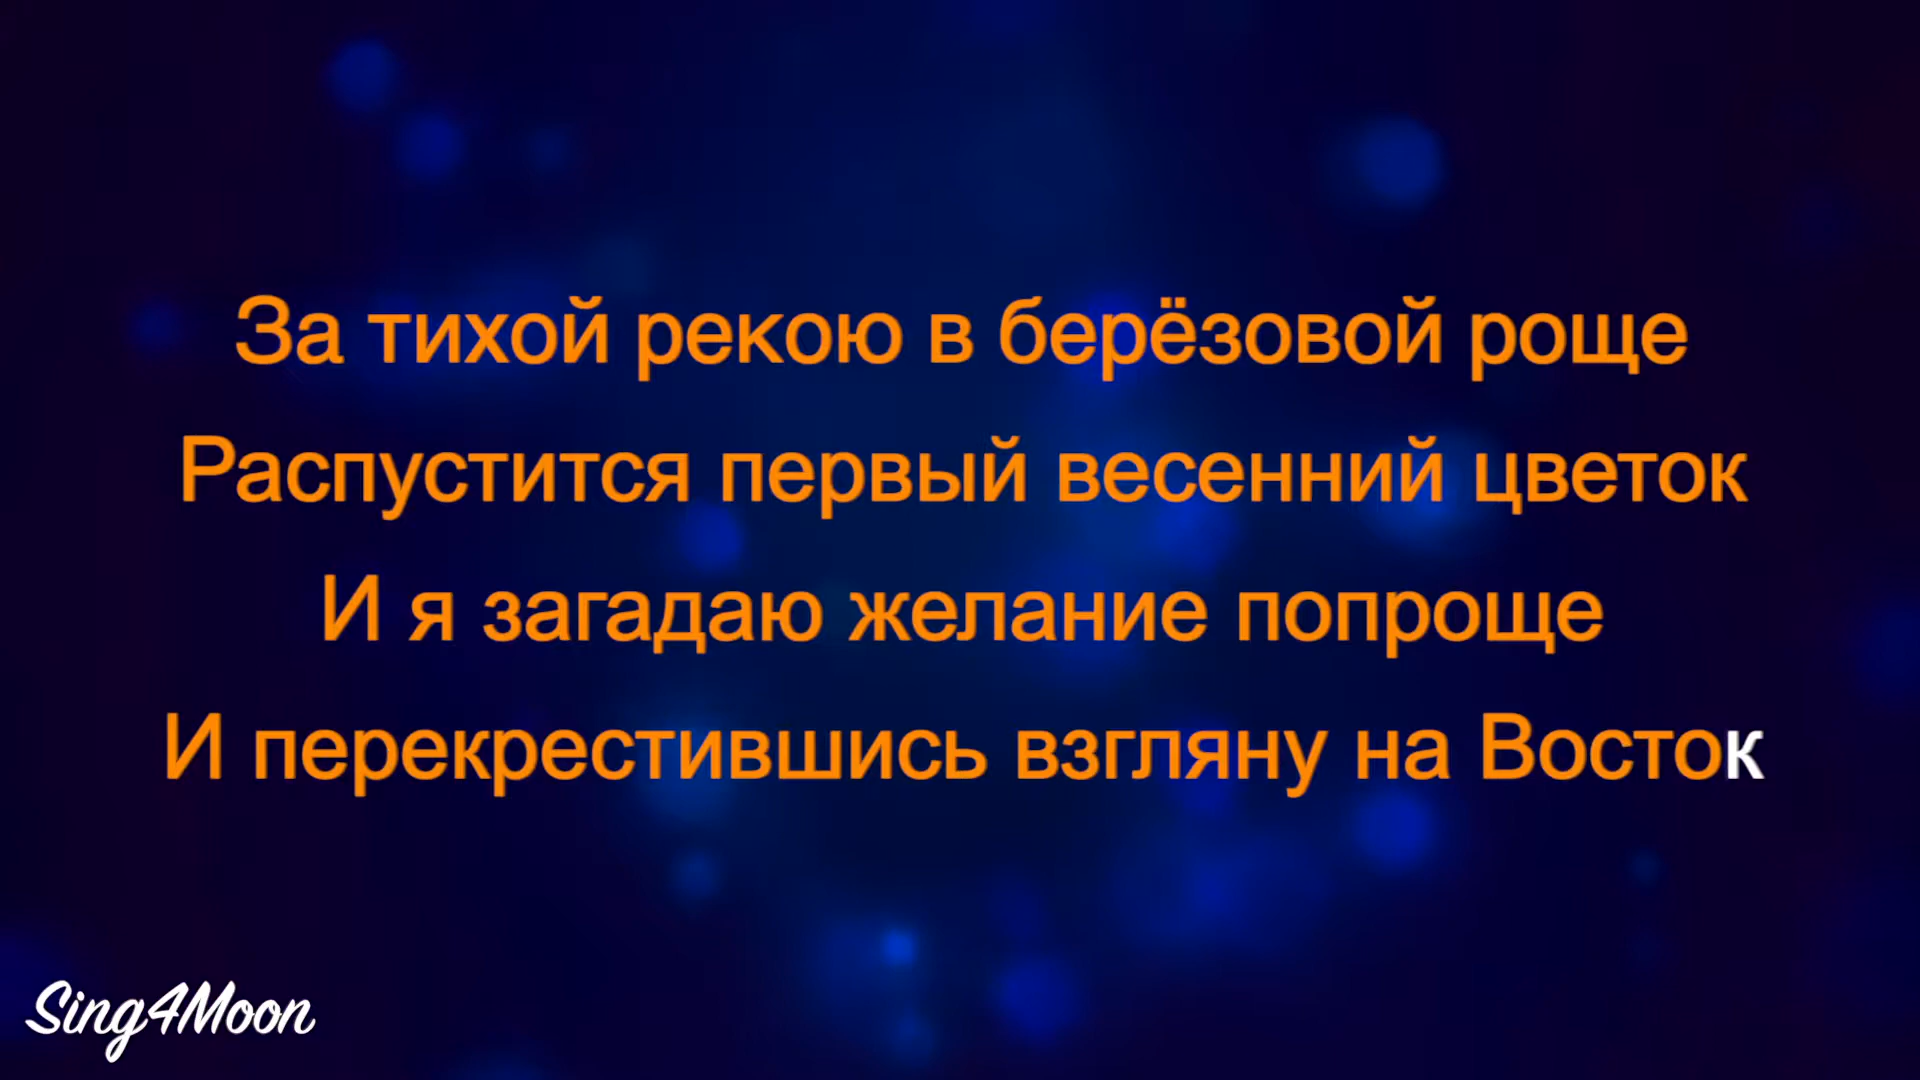 За тихой рекою в берёзовой роще
Распустится первый весенний цветок
И я загадаю желание попроще
И перекрестившись взгляну на Восток
Sing4Moon